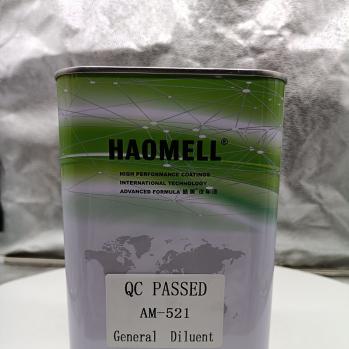 HAOMELL®
HIGH PERFORMANCE COATINGS
INTERNATIONAL TECHNOLOGY
ADVANCED FORMULA
QC PASSED
AM-521
General Diluent